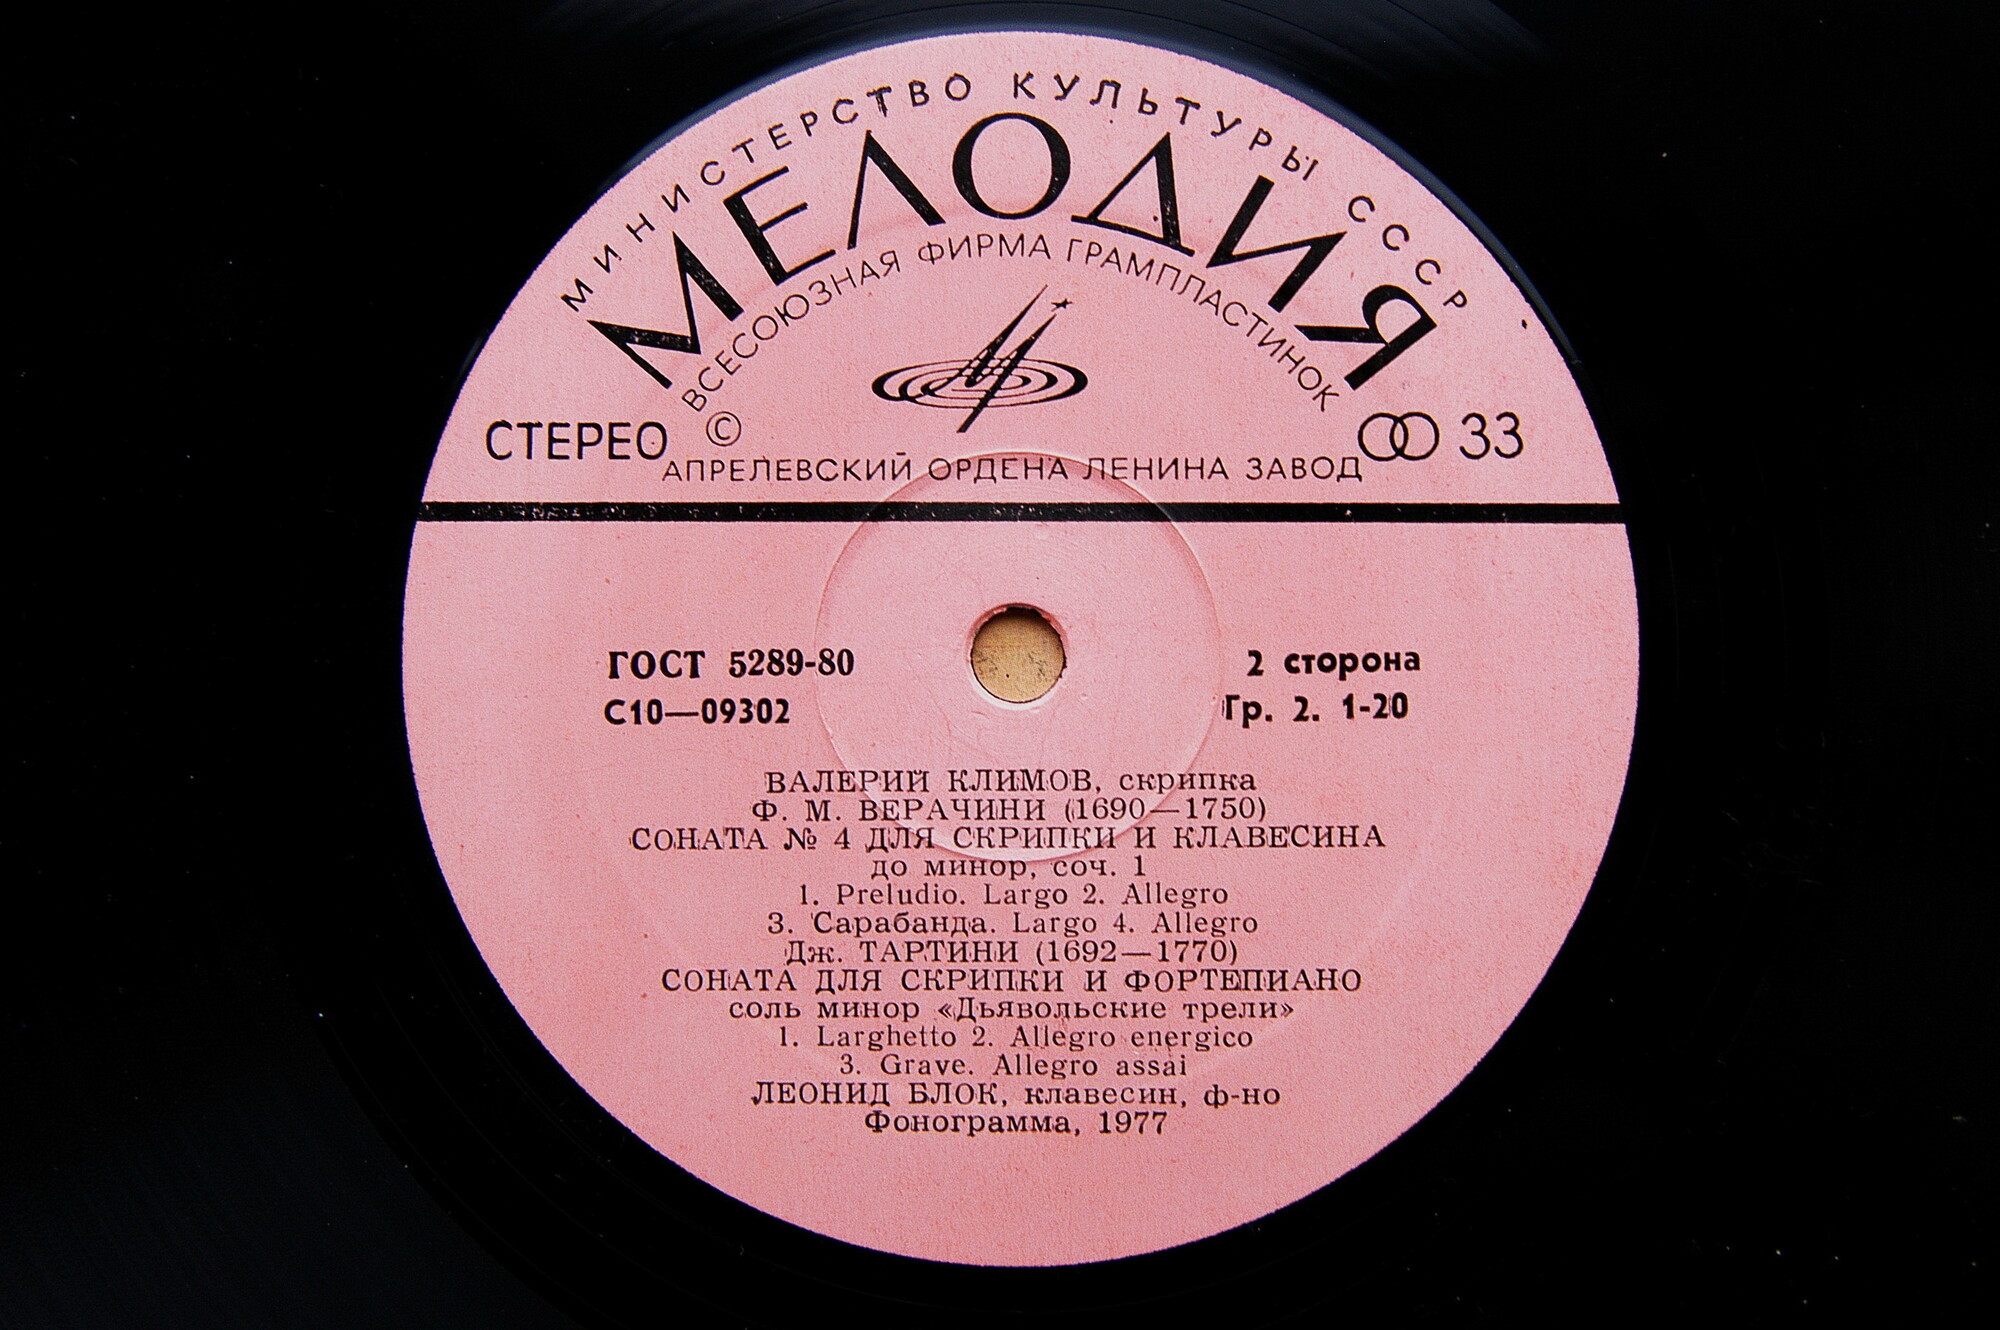 МИНИСТЕРСТВО КУЛЬТУРЫ СССР
МЕЛОДИЯ
ВСЕСОЮЗНАЯ ФИРМА ГРАМПЛАСТИНОК
СТЕРЕО © 33
АПРЕЛЕВСКИЙ ОРДЕНА ЛЕНИНА ЗАВОД
ГОСТ 5289-80 2 сторона
С10—09302 Гр. 2. 1-20
ВАЛЕРИЙ КЛИМОВ, скрипка
Ф. М. ВЕРАЧИНИ (1690—1750)
СОНАТА № 4 ДЛЯ СКРИПКИ И КЛАВЕСИНА
до минор, соч. 1
1. Preludio. Largo 2. Allegro
3. Сарабанда. Largo 4. Allegro
Дж. ТАРТИНИ (1692—1770)
СОНАТА ДЛЯ СКРИПКИ И ФОРТЕПИАНО
соль минор «Дьявольские трели»
1. Larghetto 2. Allegro energico
3. Grave. Allegro assai
ЛЕОНИД БЛОК, клавесин, ф-но
Фонограмма, 1977